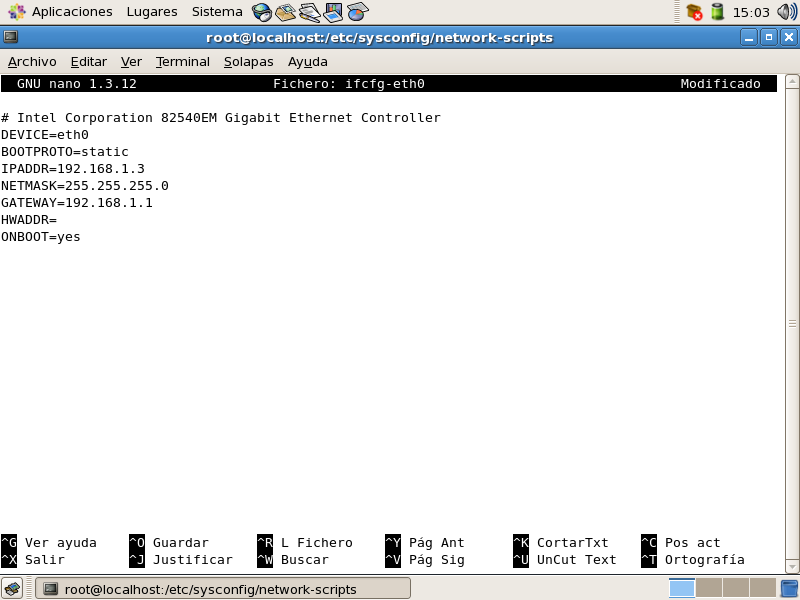 Aplicaciones Lugares Sistema 15:03
root@localhost:/etc/sysconfig/network-scripts
Archivo Editar Ver Terminal Solapas Ayuda
GNU nano 1.3.12 Fichero: ifcfg-eth0 Modificado
# Intel Corporation 82540EM Gigabit Ethernet Controller
DEVICE=eth0
BOOTPROTO=static
IPADDR=192.168.1.3
NETMASK=255.255.255.0
GATEWAY=192.168.1.1
HWADDR=
ONBOOT=yes
^G Ver ayuda ^O Guardar ^R L Fichero ^Y Pág Ant ^K CortarTxt ^C Pos act
^X Salir ^J Justificar ^W Buscar ^V Pág Sig ^U UnCut Text ^T Ortografía
root@localhost:/etc/sysconfig/network-scripts